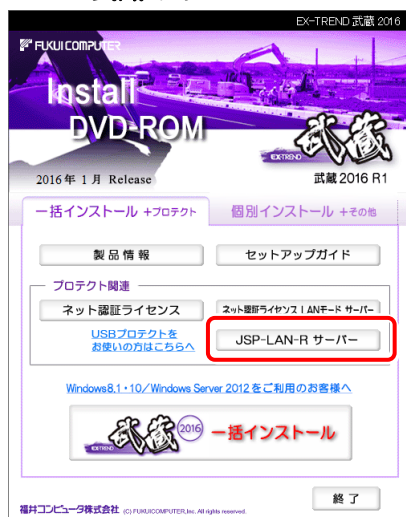 EX-TREND 武蔵 2016
FUKUI COMPUTER
Install
DVD-ROM
EX-TREND 武蔵
2016年 1月 Release
武蔵 2016 R1
一括インストール +プロテクト
個別インストール +その他
製品情報
セットアップガイド
プロテクト関連
ネット認証ライセンス
ネット認証ライセンス LANモード サーバー
USBプロテクトを
お使いの方はこちらへ
JSP-LAN-R サーバー
Windows8.1・10/Windows Server 2012 をご利用のお客様へ
EX-TREND 武蔵 2016 一括インストール
終了
福井コンピュータ株式会社 (C) FUKUICOMPUTER, Inc. All rights reserved.